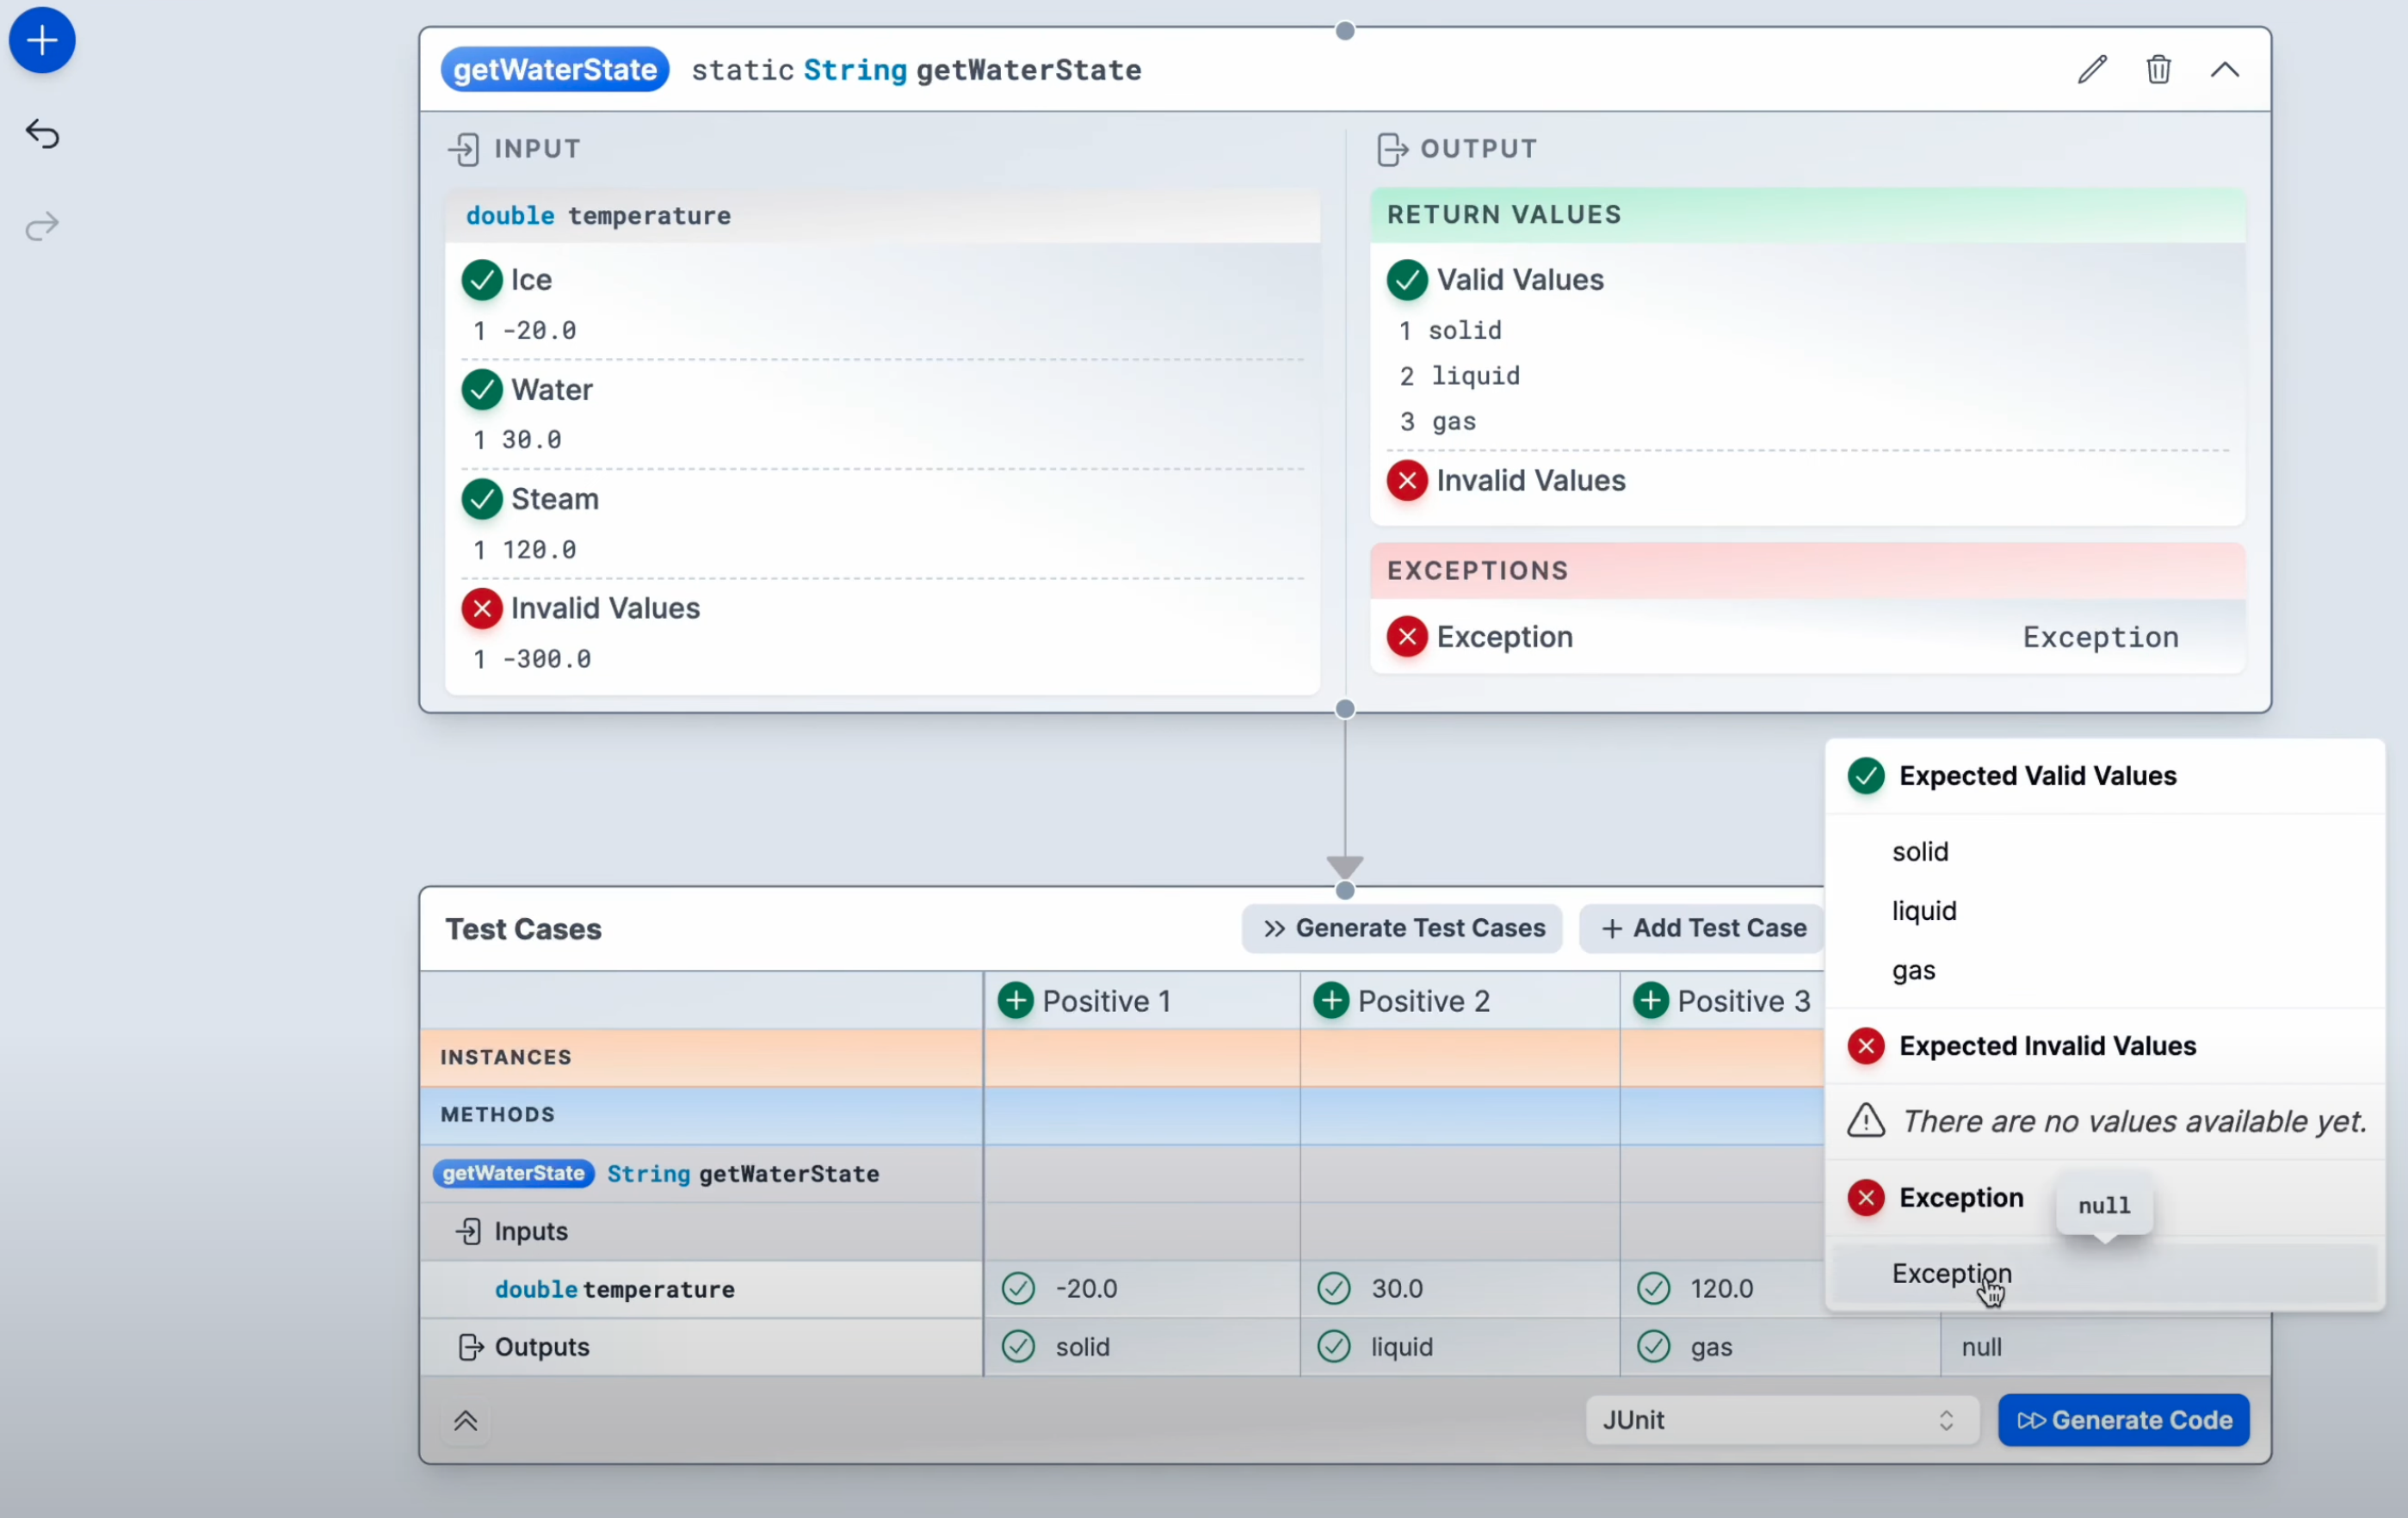 getWaterState static String getWaterState
INPUT
double temperature
Ice
1 -20.0
Water
1 30.0
Steam
1 120.0
Invalid Values
1 -300.0
OUTPUT
RETURN VALUES
Valid Values
1 solid
2 liquid
3 gas
Invalid Values
EXCEPTIONS
Exception Exception
Test Cases
Generate Test Cases
Add Test Case
Positive 1 Positive 2 Positive 3
INSTANCES
METHODS
getWaterState String getWaterState
Inputs
double temperature -20.0 30.0 120.0
Outputs solid liquid gas null
JUnit
Generate Code
Expected Valid Values
solid
liquid
gas
Expected Invalid Values
There are no values available yet.
Exception
null
Exception